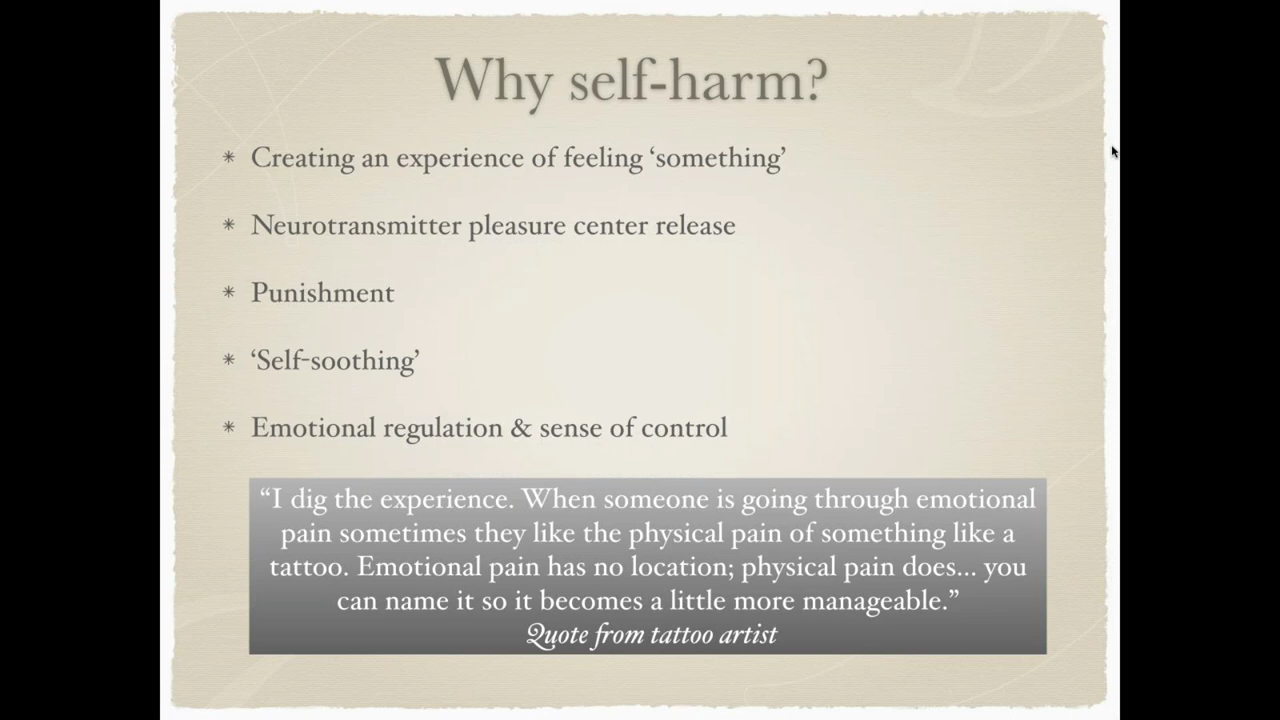 Why self-harm?
* Creating an experience of feeling ‘something’
* Neurotransmitter pleasure center release
* Punishment
* ‘Self-soothing’
* Emotional regulation & sense of control
“I dig the experience. When someone is going through emotional
pain sometimes they like the physical pain of something like a
tattoo. Emotional pain has no location; physical pain does... you
can name it so it becomes a little more manageable.”
Quote from tattoo artist